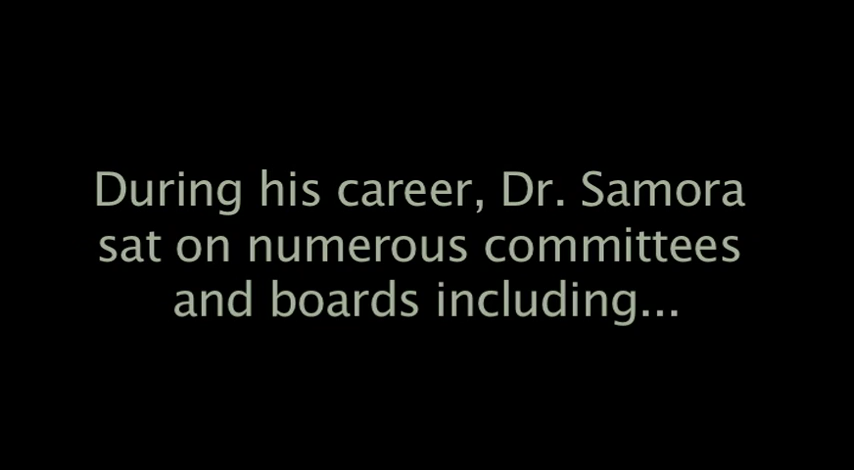 During his career, Dr. Samora
sat on numerous committees
and boards including...